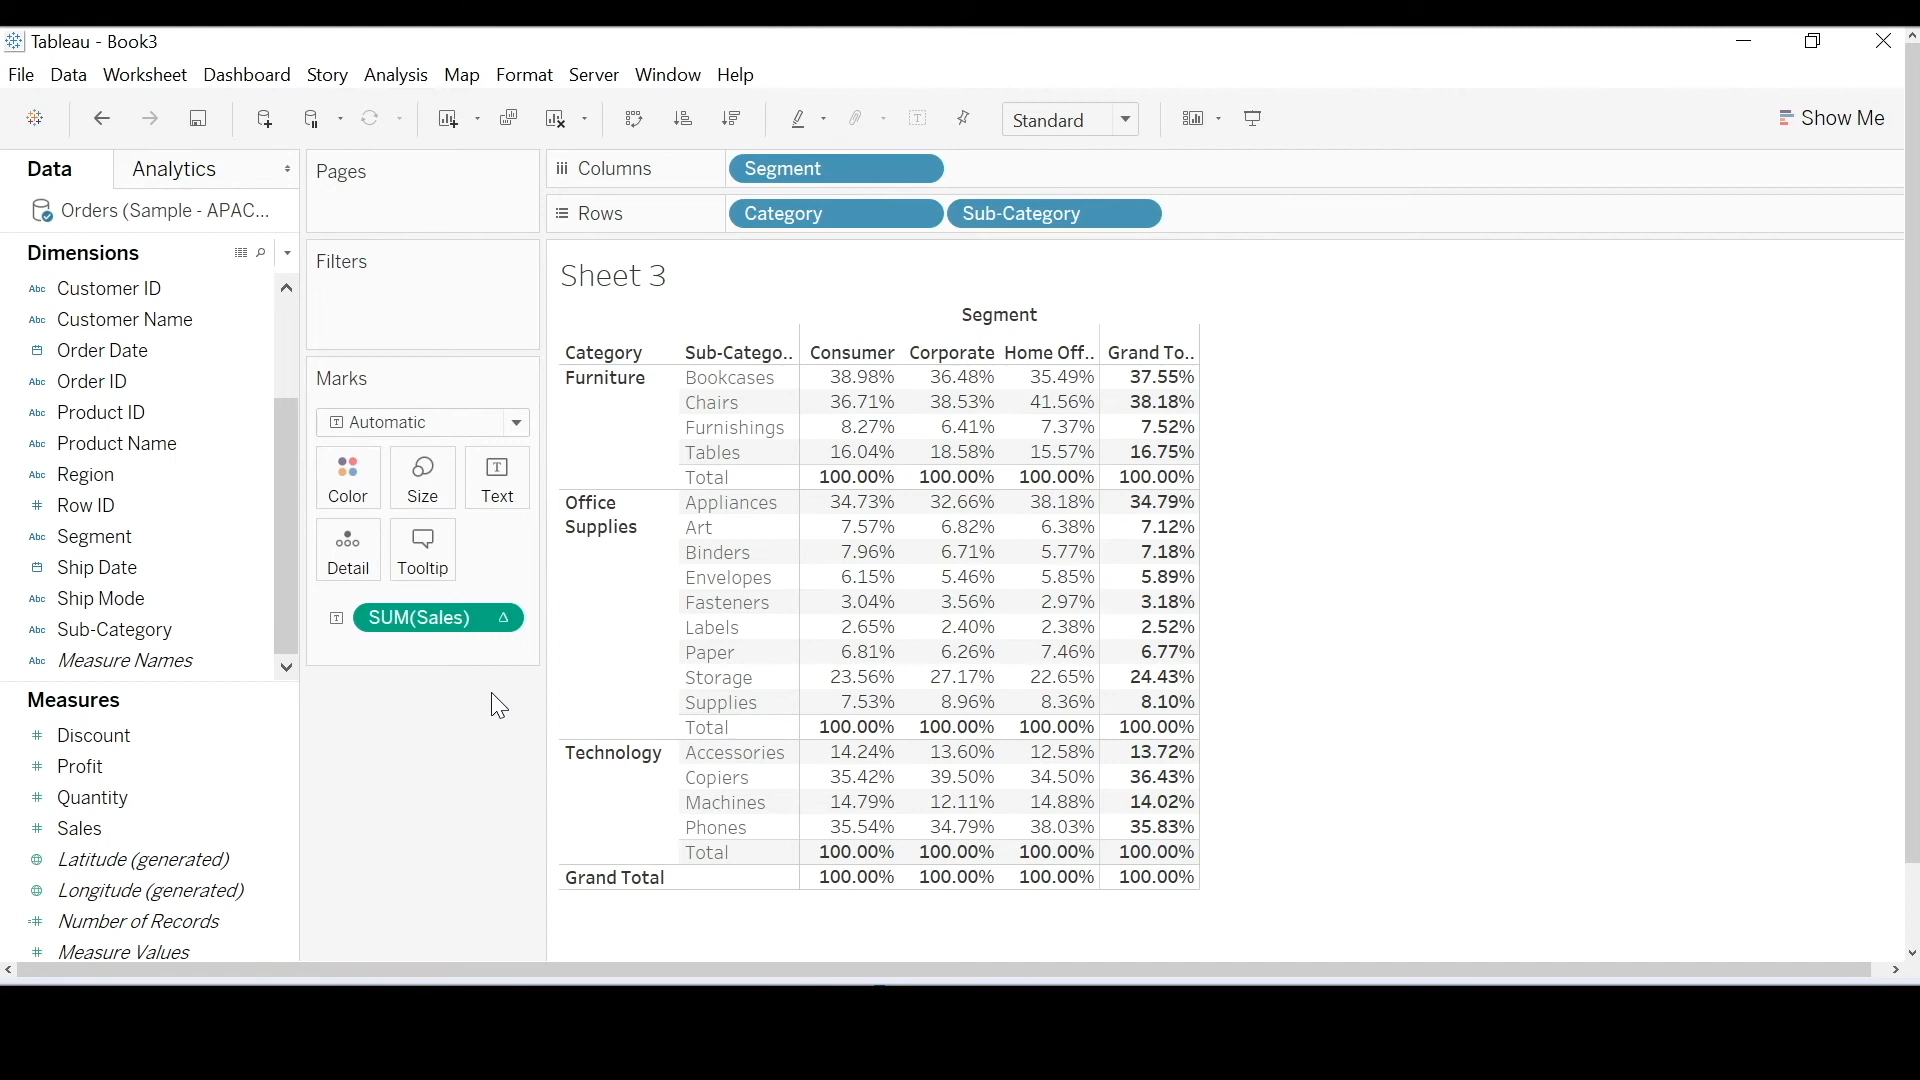 Tableau - Book3
File Data Worksheet Dashboard Story Analysis Map Format Server Window Help
Standard
Show Me
Data Analytics
Orders (Sample - APAC...
Dimensions
Abc Customer ID
Abc Customer Name
Order Date
Abc Order ID
Abc Product ID
Abc Product Name
Abc Region
# Row ID
Abc Segment
Ship Date
Abc Ship Mode
Abc Sub-Category
Abc Measure Names
Measures
# Discount
# Profit
# Quantity
# Sales
Latitude (generated)
Longitude (generated)
=# Number of Records
# Measure Values
Pages
Filters
Marks
T Automatic
Color Size Text
Detail Tooltip
T SUM(Sales) Δ
iii Columns Segment
Rows Category Sub-Category
Sheet 3
Segment
Category Sub-Catego.. Consumer Corporate Home Off.. Grand To..
Furniture Bookcases 38.98% 36.48% 35.49% 37.55%
Chairs 36.71% 38.53% 41.56% 38.18%
Furnishings 8.27% 6.41% 7.37% 7.52%
Tables 16.04% 18.58% 15.57% 16.75%
Total 100.00% 100.00% 100.00% 100.00%
Office Appliances 34.73% 32.66% 38.18% 34.79%
Supplies Art 7.57% 6.82% 6.38% 7.12%
Binders 7.96% 6.71% 5.77% 7.18%
Envelopes 6.15% 5.46% 5.85% 5.89%
Fasteners 3.04% 3.56% 2.97% 3.18%
Labels 2.65% 2.40% 2.38% 2.52%
Paper 6.81% 6.26% 7.46% 6.77%
Storage 23.56% 27.17% 22.65% 24.43%
Supplies 7.53% 8.96% 8.36% 8.10%
Total 100.00% 100.00% 100.00% 100.00%
Technology Accessories 14.24% 13.60% 12.58% 13.72%
Copiers 35.42% 39.50% 34.50% 36.43%
Machines 14.79% 12.11% 14.88% 14.02%
Phones 35.54% 34.79% 38.03% 35.83%
Total 100.00% 100.00% 100.00% 100.00%
Grand Total 100.00% 100.00% 100.00% 100.00%